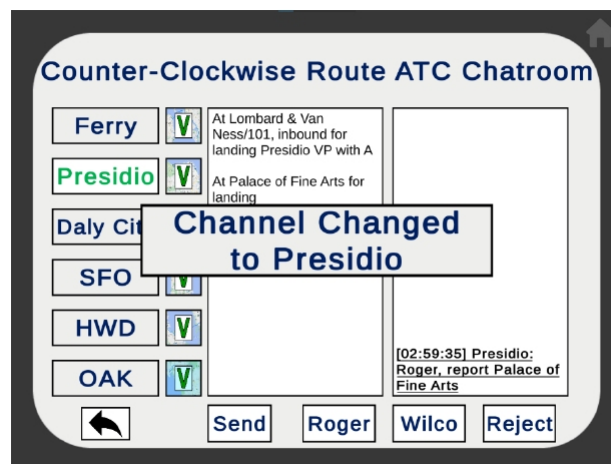 Counter-Clockwise Route ATC Chatroom
Ferry
V
Presidio
V
Daly Cit
SFO
V
HWD
V
OAK
V
At Lombard & Van
Ness/101, inbound for
landing Presidio VP with A
At Palace of Fine Arts for
landing
Channel Changed
to Presidio
[02:59:35] Presidio:
Roger, report Palace of
Fine Arts
Send
Roger
Wilco
Reject